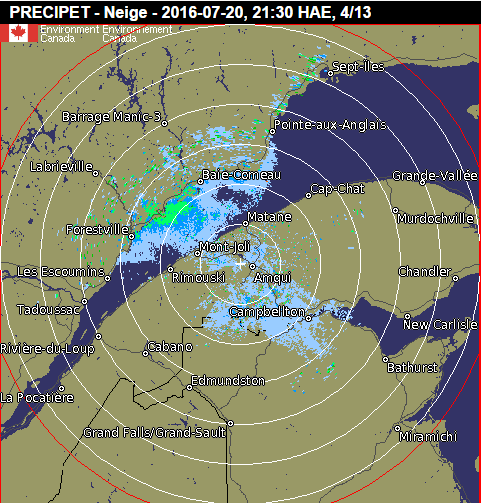 PRECIPET - Neige - 2016-07-20, 21:30 HAE, 4/13
Environment Environnement
Canada Canada
Sept-Îles
Barrage Manic-3
Pointe-aux-Anglais
Labrieville
Baie-Comeau
Grande-Vallée
Cap-Chat
Murdochville
Matane
Forestville
Mont-Joli
Les Escoumins
Rimouski
Amqui
Chandler
Tadoussac
Campbellton
New Carlisle
Rivière-du-Loup
Cabano
Bathurst
Edmundston
La Pocatière
Grand Falls/Grand-Sault
Miramichi